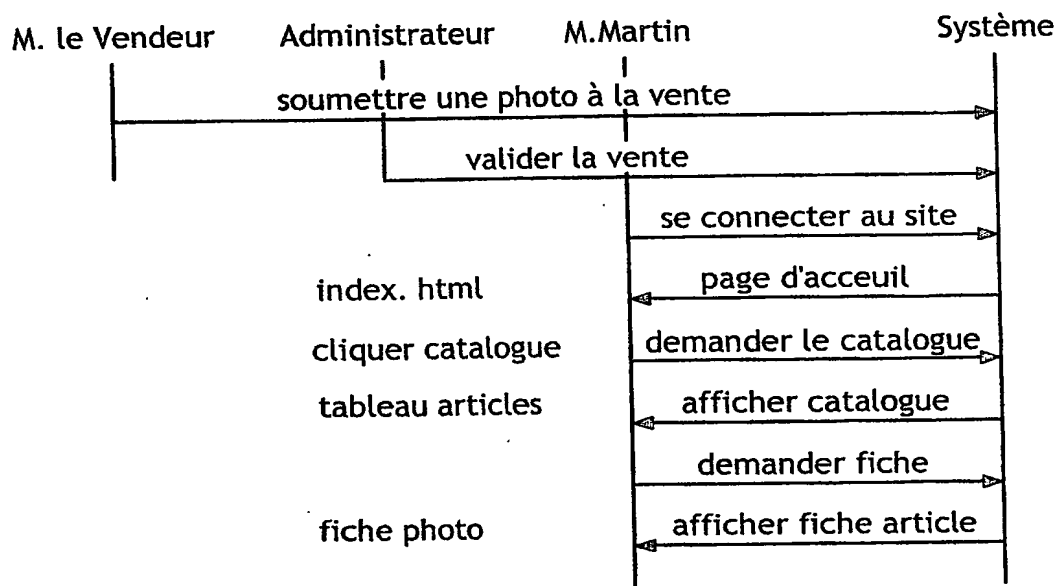 M. le Vendeur Administrateur M.Martin Système
soumettre une photo à la vente
valider la vente
se connecter au site
index. html page d'acceuil
cliquer catalogue demander le catalogue
tableau articles afficher catalogue
demander fiche
fiche photo afficher fiche article